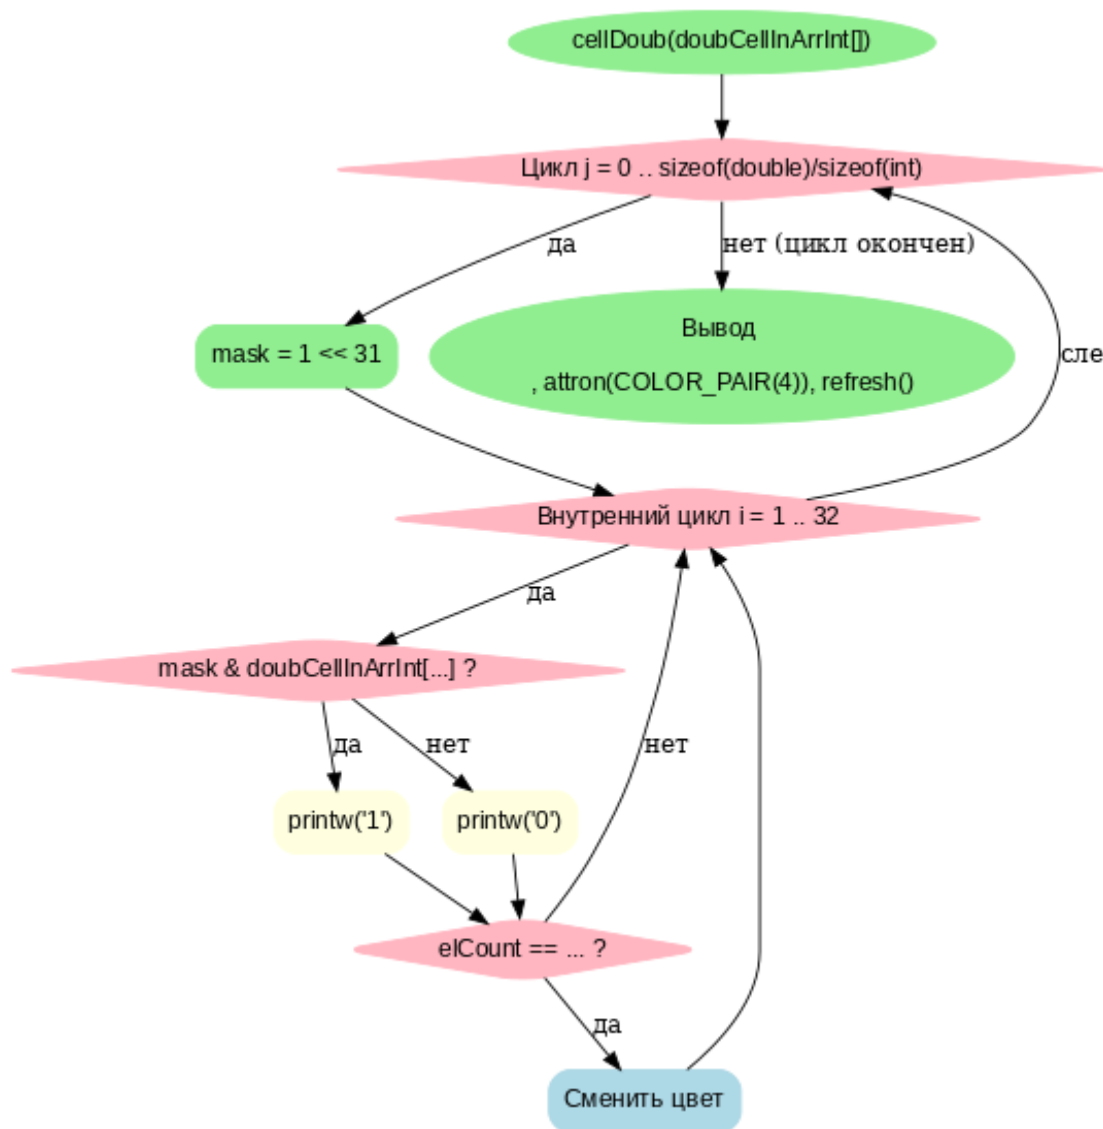 cellDoub(doubCellInArrInt[])
Цикл j = 0 .. sizeof(double)/sizeof(int)
да
нет (цикл окончен)
Вывод
, attron(COLOR_PAIR(4)), refresh()
mask = 1 << 31
сле
Внутренний цикл i = 1 .. 32
да
mask & doubCellInArrInt[...] ?
да
нет
нет
printw('1')
printw('0')
elCount == ... ?
да
Сменить цвет